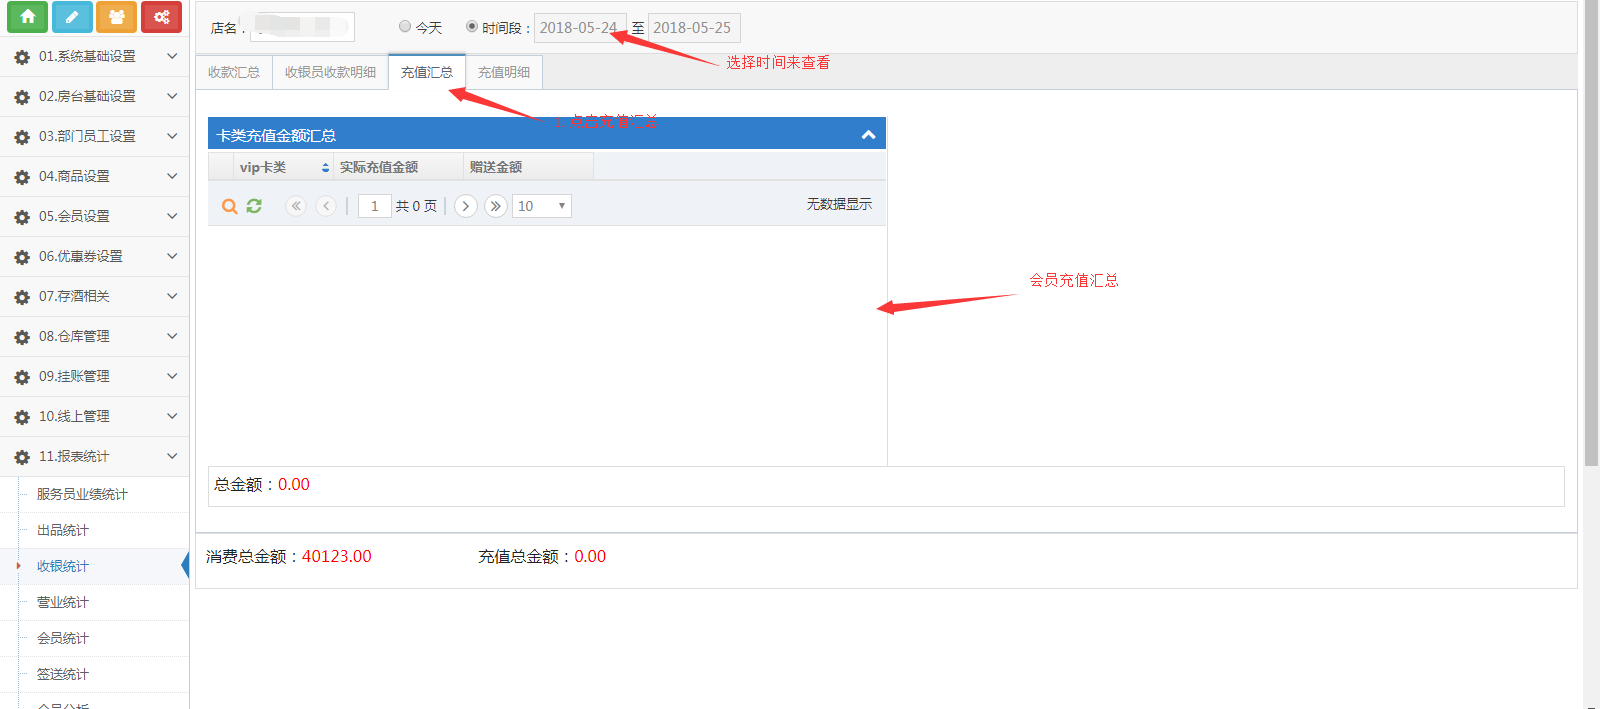 店名：
今天
时间段：
2018-05-24
至
2018-05-25
选择时间来查看
收款汇总
收银员收款明细
充值汇总
充值明细
点击充值汇总
卡类充值金额汇总
vip卡类
实际充值金额
赠送金额
1
共 0 页
10
无数据显示
会员充值汇总
总金额：0.00
消费总金额：40123.00
充值总金额：0.00
01.系统基础设置
02.房台基础设置
03.部门员工设置
04.商品设置
05.会员设置
06.优惠券设置
07.存酒相关
08.仓库管理
09.挂账管理
10.线上管理
11.报表统计
服务员业绩统计
出品统计
收银统计
营业统计
会员统计
签送统计